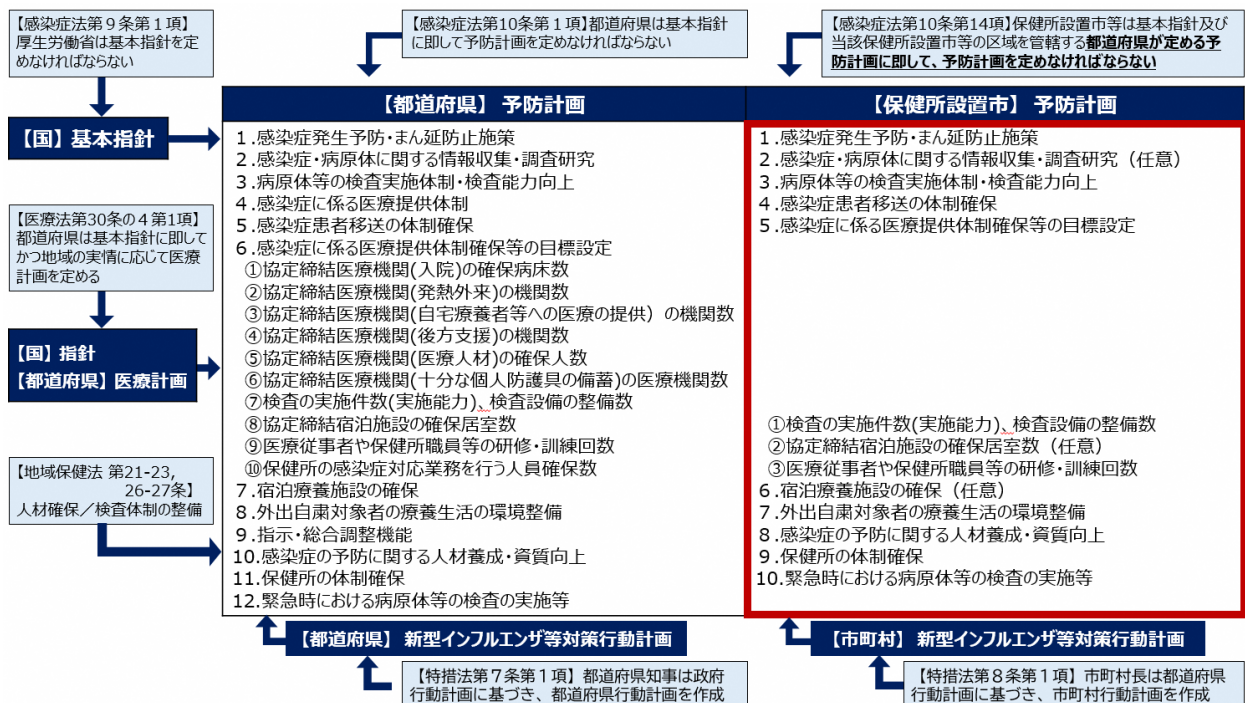 【感染症法第９条第１項】
厚生労働省は基本指針を定
めなければならない
【感染症法第10条第１項】都道府県は基本指針
に即して予防計画を定めなければならない
【感染症法第10条第14項】保健所設置市等は基本指針及び
当該保健所設置市等の区域を管轄する都道府県が定める予
防計画に即して、予防計画を定めなければならない
【国】基本指針
【医療法第30条の４第1項】
都道府県は基本指針に即して
かつ地域の実情に応じて医療
計画を定める
【国】指針
【都道府県】医療計画
【地域保健法 第21-23,
26-27条】
人材確保／検査体制の整備
【都道府県】 予防計画
１.感染症発生予防・まん延防止施策
２.感染症・病原体に関する情報収集・調査研究
３.病原体等の検査実施体制・検査能力向上
４.感染症に係る医療提供体制
５.感染症患者移送の体制確保
６.感染症に係る医療提供体制確保等の目標設定
①協定締結医療機関(入院)の確保病床数
②協定締結医療機関(発熱外来)の機関数
③協定締結医療機関(自宅療養者等への医療の提供）の機関数
④協定締結医療機関(後方支援)の機関数
⑤協定締結医療機関(医療人材)の確保人数
⑥協定締結医療機関(十分な個人防護具の備蓄)の医療機関数
⑦検査の実施件数(実施能力)、検査設備の整備数
⑧協定締結宿泊施設の確保居室数
⑨医療従事者や保健所職員等の研修・訓練回数
⑩保健所の感染症対応業務を行う人員確保数
７.宿泊療養施設の確保
８.外出自粛対象者の療養生活の環境整備
９.指示・総合調整機能
10.感染症の予防に関する人材養成・資質向上
11.保健所の体制確保
12.緊急時における病原体等の検査の実施等
【保健所設置市】 予防計画
１.感染症発生予防・まん延防止施策
２.感染症・病原体に関する情報収集・調査研究（任意）
３.病原体等の検査実施体制・検査能力向上
４.感染症患者移送の体制確保
５.感染症に係る医療提供体制確保等の目標設定
①検査の実施件数(実施能力)、検査設備の整備数
②協定締結宿泊施設の確保居室数（任意）
③医療従事者や保健所職員等の研修・訓練回数
６.宿泊療養施設の確保（任意）
７.外出自粛対象者の療養生活の環境整備
８.感染症の予防に関する人材養成・資質向上
９.保健所の体制確保
10.緊急時における病原体等の検査の実施等
【都道府県】 新型インフルエンザ等対策行動計画
【市町村】 新型インフルエンザ等対策行動計画
【特措法第７条第１項】都道府県知事は政府
行動計画に基づき、都道府県行動計画を作成
【特措法第８条第１項】市町村長は都道府県
行動計画に基づき、市町村行動計画を作成